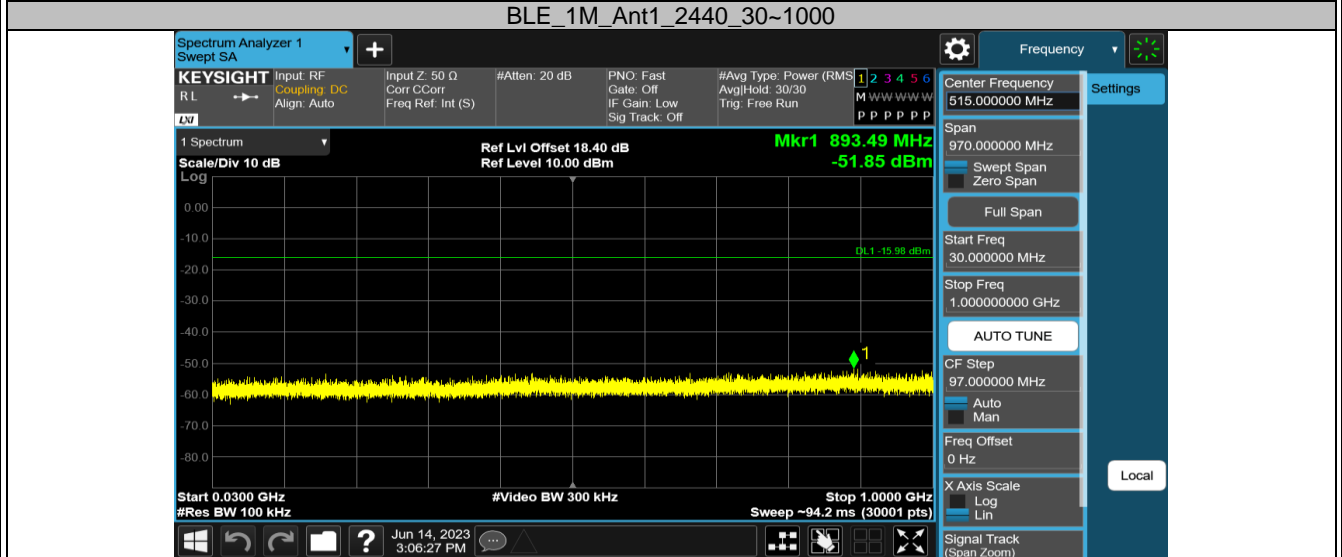 BLE_1M_Ant1_2440_30~1000
Spectrum Analyzer 1
Swept SA
+
Frequency
KEYSIGHT
RL
LXI
Input: RF
Coupling: DC
Align: Auto
Input Z: 50 Ω
Corr CCorr
Freq Ref: Int (S)
#Atten: 20 dB
PNO: Fast
Gate: Off
IF Gain: Low
Sig Track: Off
#Avg Type: Power (RMS
Avg|Hold: 30/30
Trig: Free Run
1 2 3 4 5 6
M W W W W W
P P P P P P
1 Spectrum
Scale/Div 10 dB
Log
Ref Lvl Offset 18.40 dB
Ref Level 10.00 dBm
Mkr1 893.49 MHz
-51.85 dBm
0.00
-10.0
-20.0
-30.0
-40.0
-50.0
-60.0
-70.0
-80.0
DL1 -15.98 dBm
1
Start 0.0300 GHz
#Res BW 100 kHz
#Video BW 300 kHz
Stop 1.0000 GHz
Sweep ~94.2 ms (30001 pts)
?
Jun 14, 2023
3:06:27 PM
Center Frequency
515.000000 MHz
Span
970.000000 MHz
Swept Span
Zero Span
Full Span
Start Freq
30.000000 MHz
Stop Freq
1.000000000 GHz
AUTO TUNE
CF Step
97.000000 MHz
Auto
Man
Freq Offset
0 Hz
X Axis Scale
Log
Lin
Signal Track
(Span Zoom)
Settings
Local